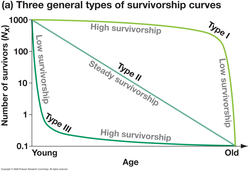 (a) Three general types of survivorship curves
Number of survivors (Nx)
1000
100
10
1.0
0.1
High survivorship
Type I
Low survivorship
Type II
Steady survivorship
Low survivorship
Type III
High survivorship
Young
Old
Age